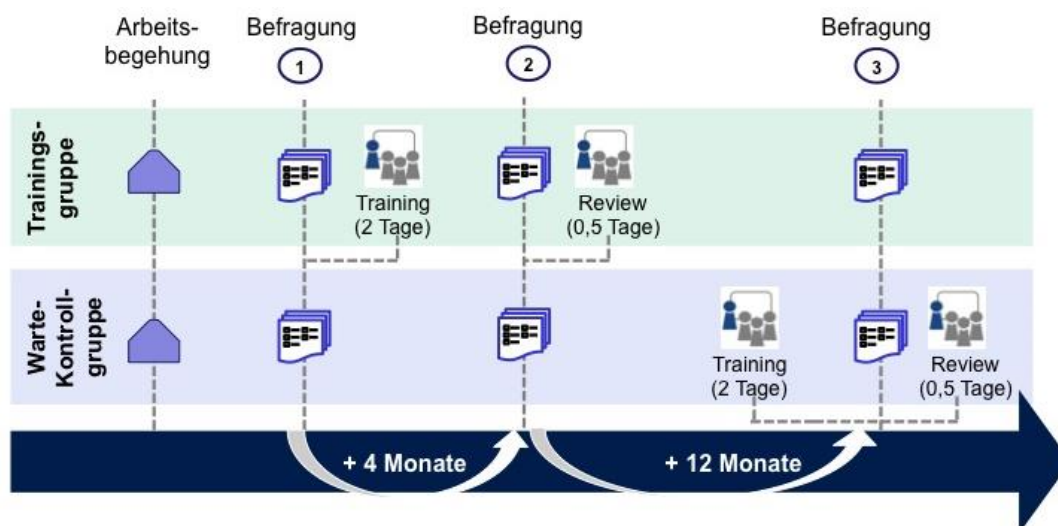 Arbeits-
begehung
Befragung
1
Befragung
2
Befragung
3
Trainings-
gruppe
Training
(2 Tage)
Review
(0,5 Tage)
Warte-
Kontroll-
gruppe
Training
(2 Tage)
Review
(0,5 Tage)
+ 4 Monate
+ 12 Monate